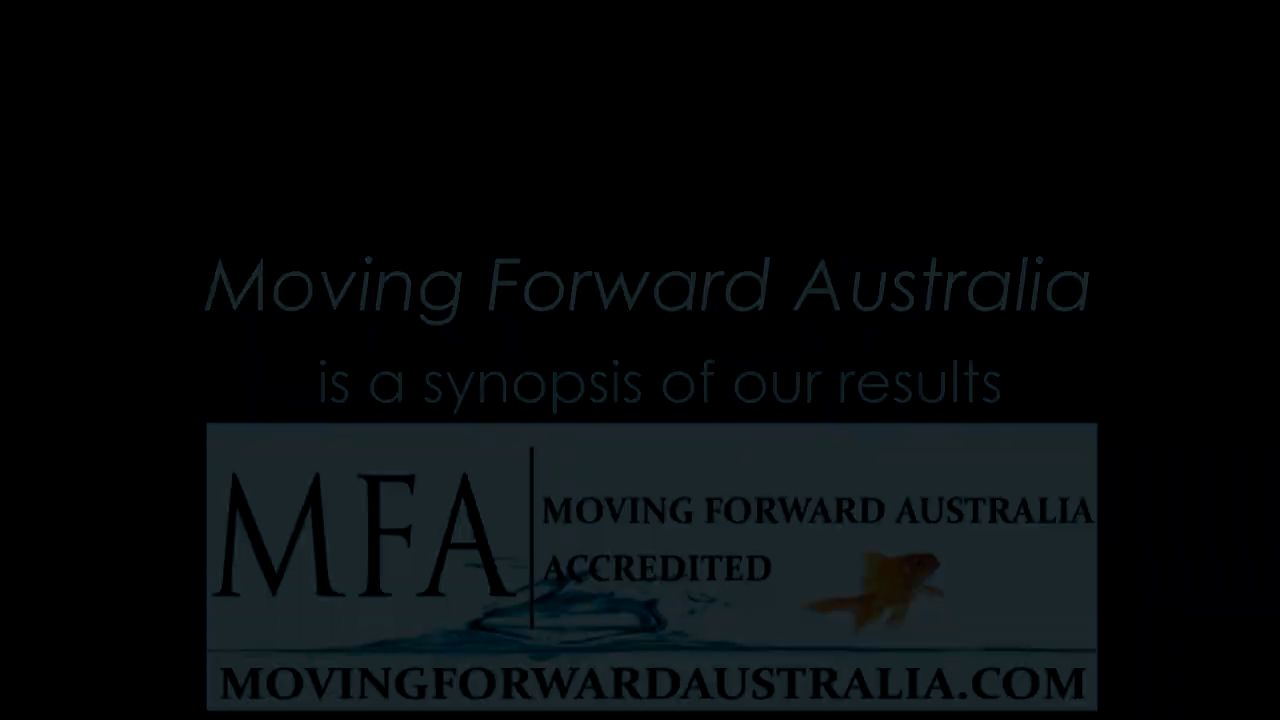 Moving Forward Australia
is a synopsis of our results
MFA
MOVING FORWARD AUSTRALIA
ACCREDITED
MOVINGFORWARDAUSTRALIA.COM